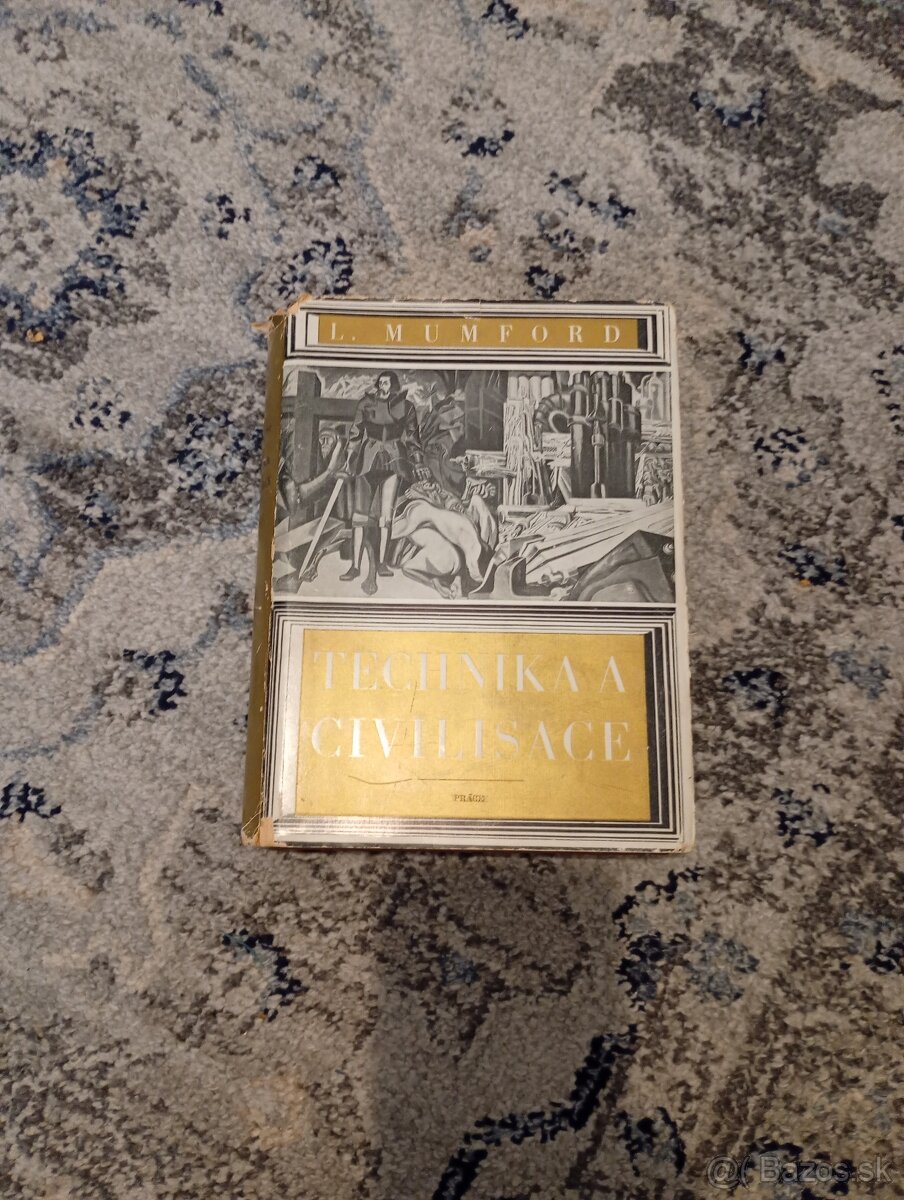 L. MUMFORD
TECHNIKA A
CIVILISACE
PRÁCE
@( Bazos.sk